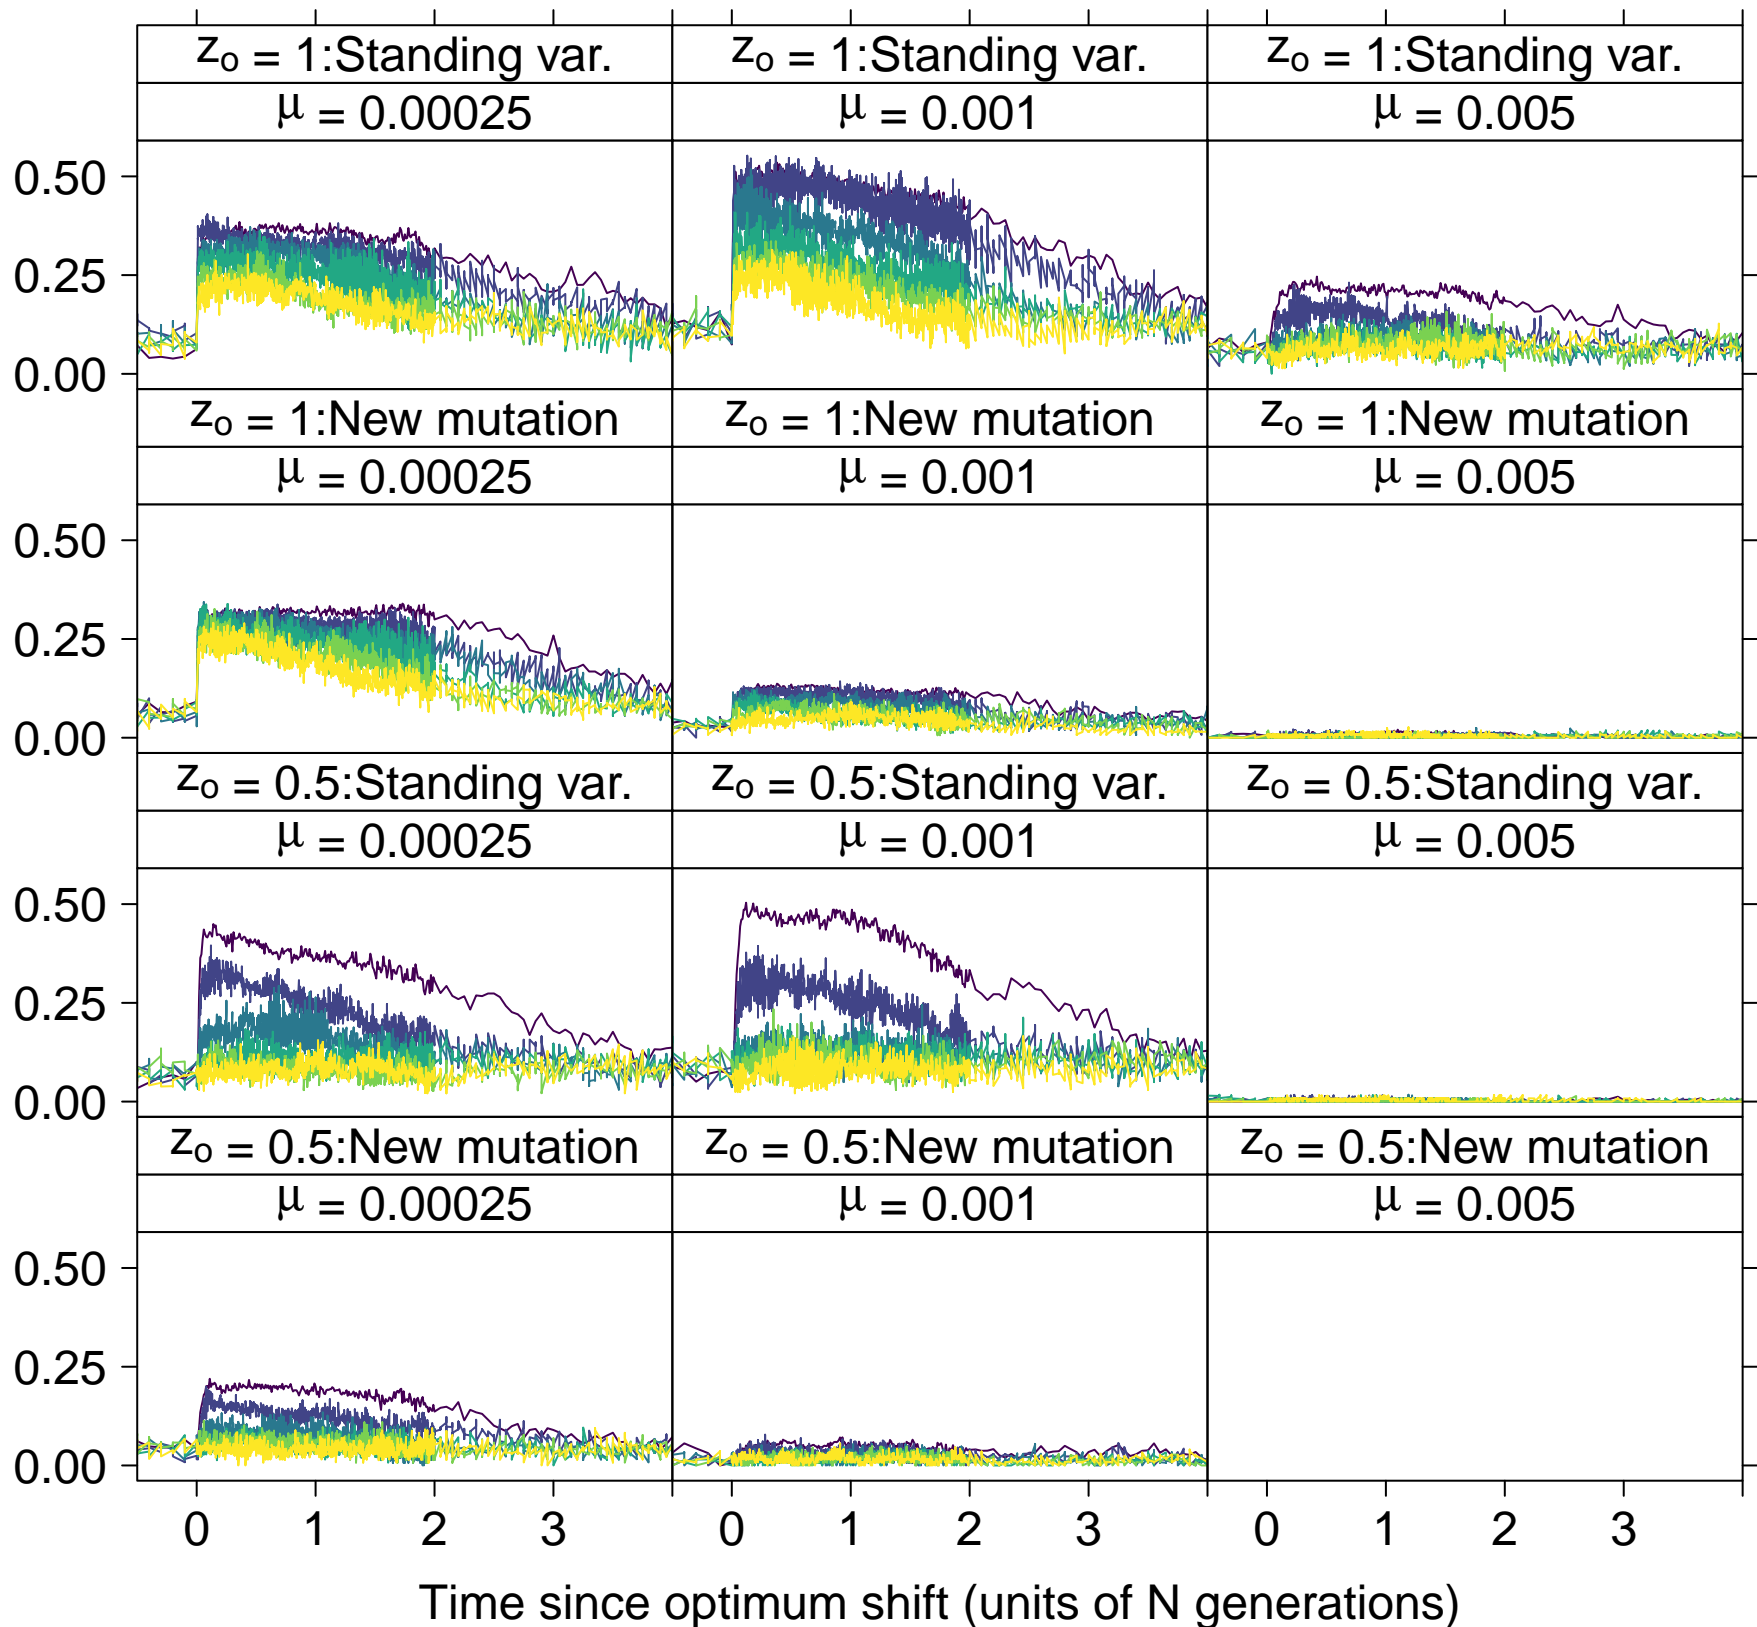 z₀ = 1:Standing var. z₀ = 1:Standing var. z₀ = 1:Standing var.
μ = 0.00025 μ = 0.001 μ = 0.005
0.50
0.25
0.00
z₀ = 1:New mutation z₀ = 1:New mutation z₀ = 1:New mutation
μ = 0.00025 μ = 0.001 μ = 0.005
0.50
0.25
0.00
z₀ = 0.5:Standing var. z₀ = 0.5:Standing var. z₀ = 0.5:Standing var.
μ = 0.00025 μ = 0.001 μ = 0.005
0.50
0.25
0.00
z₀ = 0.5:New mutation z₀ = 0.5:New mutation z₀ = 0.5:New mutation
μ = 0.00025 μ = 0.001 μ = 0.005
0.50
0.25
0.00
0 1 2 3 0 1 2 3 0 1 2 3
Time since optimum shift (units of N generations)